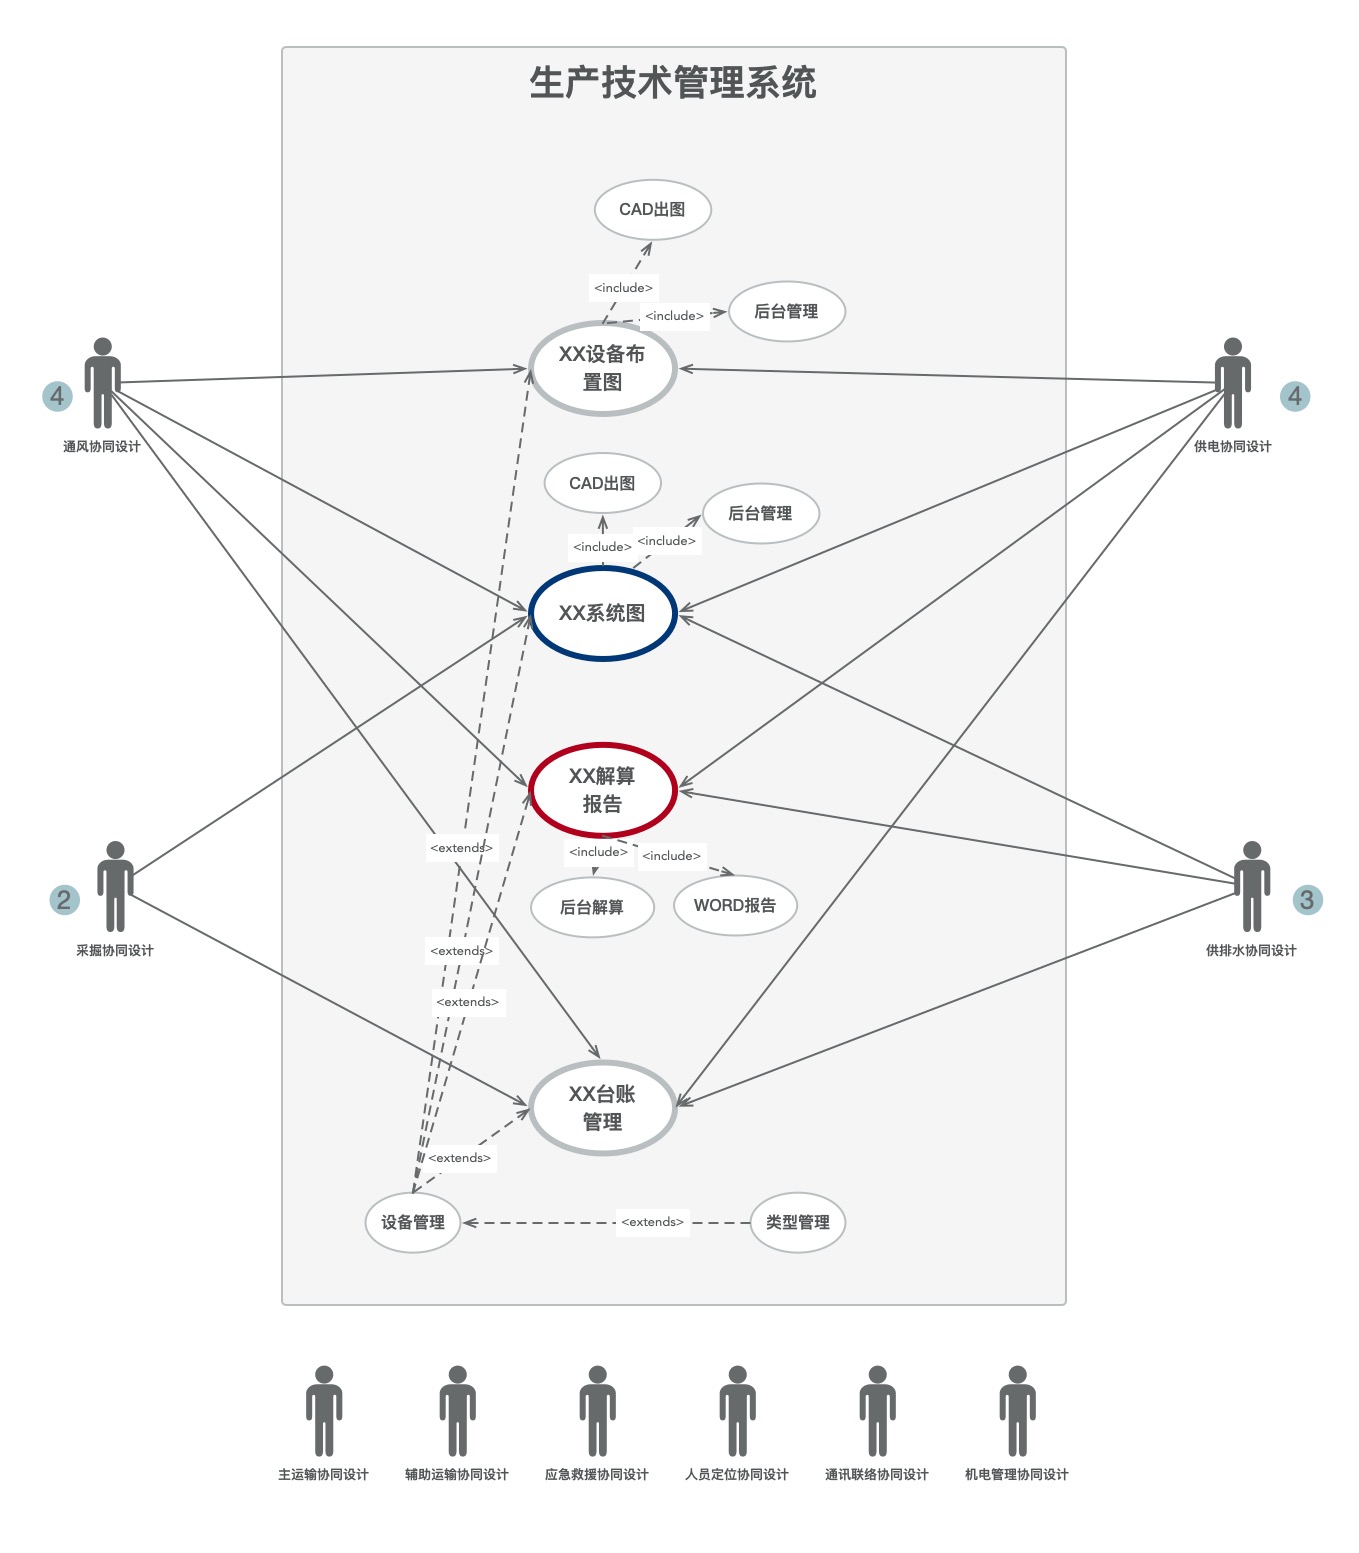 生产技术管理系统
CAD出图
<include>
后台管理
<include>
XX设备布
置图
4
通风协同设计
4
供电协同设计
CAD出图
后台管理
<include>
<include>
XX系统图
XX解算
报告
<extends>
<include>
<include>
后台解算
WORD报告
2
采掘协同设计
3
供排水协同设计
<extends>
<extends>
XX台账
管理
<extends>
设备管理
<extends>
类型管理
主运输协同设计
辅助运输协同设计
应急救援协同设计
人员定位协同设计
通讯联络协同设计
机电管理协同设计